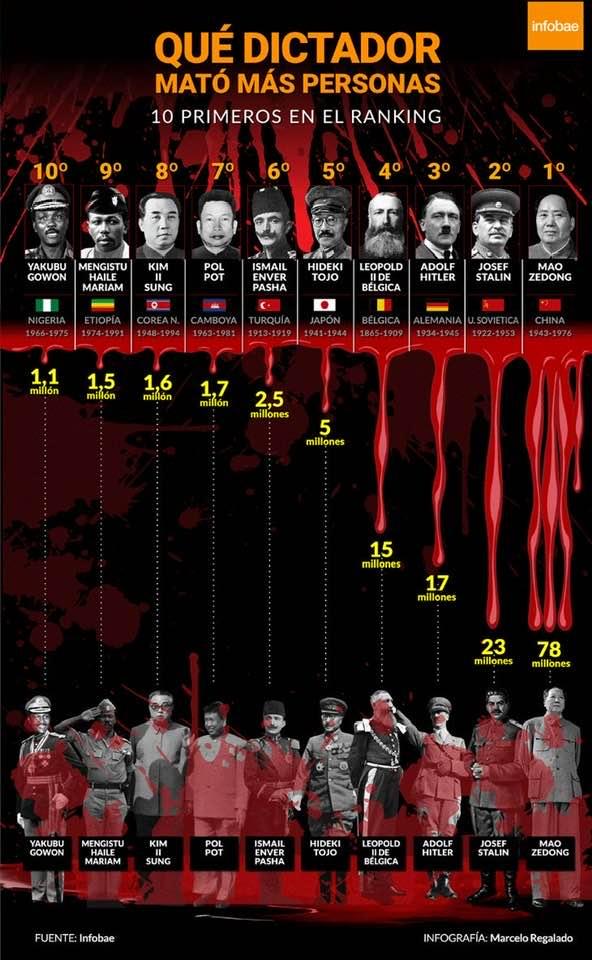 infobae
QUÉ DICTADOR
MATÓ MÁS PERSONAS
10 PRIMEROS EN EL RANKING
10º 9º 8º 7º 6º 5º 4º 3º 2º 1º
YAKUBU
GOWON
NIGERIA
1966-1975
MENGISTU
HAILE
MARIAM
ETIOPÍA
1974-1991
KIM
II
SUNG
COREA N.
1948-1994
POL
POT
CAMBOYA
1963-1981
ISMAIL
ENVER
PASHA
TURQUÍA
1913-1919
HIDEKI
TOJO
JAPÓN
1941-1944
LEOPOLD
II DE
BÉLGICA
BÉLGICA
1865-1909
ADOLF
HITLER
ALEMANIA
1934-1945
JOSEF
STALIN
U. SOVIETICA
1922-1953
MAO
ZEDONG
CHINA
1943-1976
1,1
millón
1,5
millón
1,6
millón
1,7
millón
2,5
millones
5
millones
15
millones
17
millones
23
millones
78
millones
YAKUBU
GOWON
MENGISTU
HAILE
MARIAM
KIM
II
SUNG
POL
POT
ISMAIL
ENVER
PASHA
HIDEKI
TOJO
LEOPOLD
II DE
BÉLGICA
ADOLF
HITLER
JOSEF
STALIN
MAO
ZEDONG
FUENTE: Infobae
INFOGRAFÍA: Marcelo Regalado